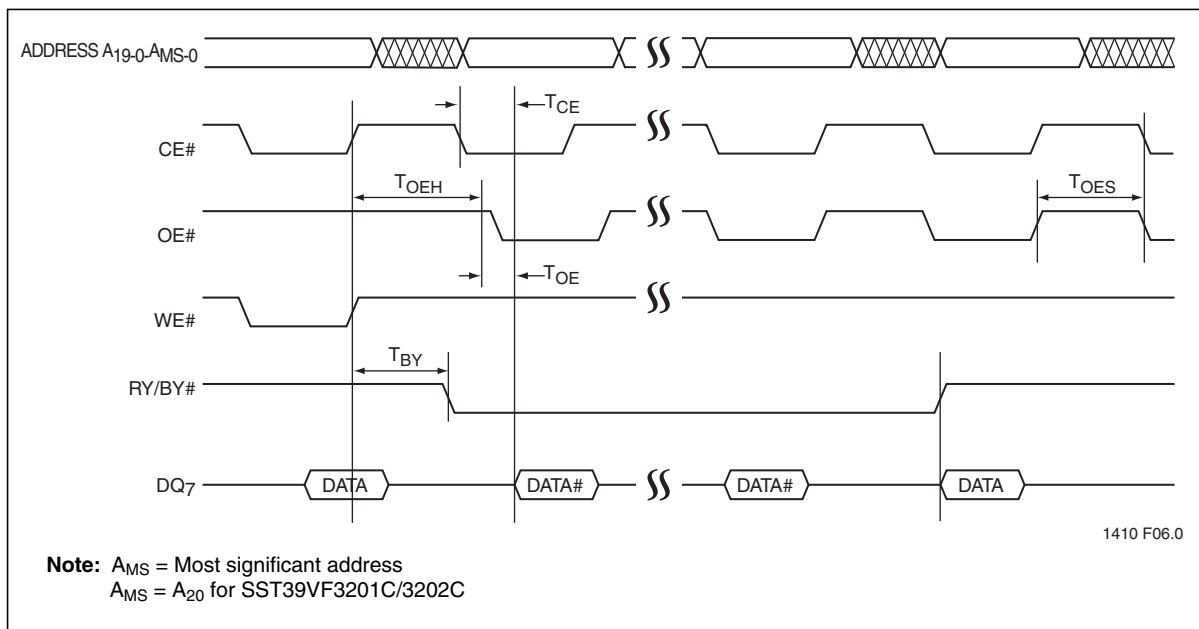 ADDRESS A19-0-AMS-0
TCE
CE#
TOEH
TOES
OE#
TOE
WE#
TBY
RY/BY#
DQ7 DATA DATA# DATA# DATA
1410 F06.0
Note: AMS = Most significant address
AMS = A20 for SST39VF3201C/3202C